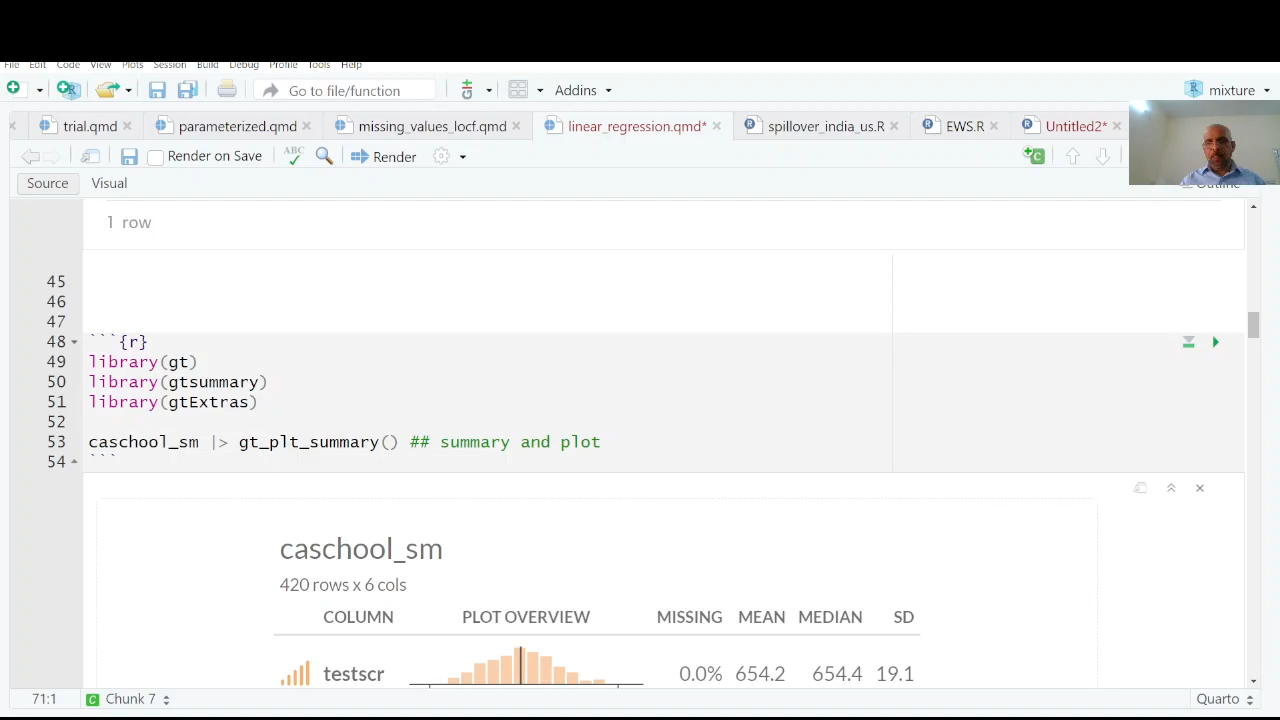 File Edit Code View Plots Session Build Debug Profile Tools Help
Go to file/function Addins mixture
trial.qmd parameterized.qmd missing_values_locf.qmd linear_regression.qmd* spillover_india_us.R EWS.R Untitled2*
Render on Save ABC Render
Source Visual Outline
1 row
45
46
47
48 ```{r}
49 library(gt)
50 library(gtsummary)
51 library(gtExtras)
52
53 caschool_sm |> gt_plt_summary() ## summary and plot
54 ```
caschool_sm
420 rows x 6 cols
COLUMN PLOT OVERVIEW MISSING MEAN MEDIAN SD
testscr 0.0% 654.2 654.4 19.1
71:1 C Chunk 7 Quarto